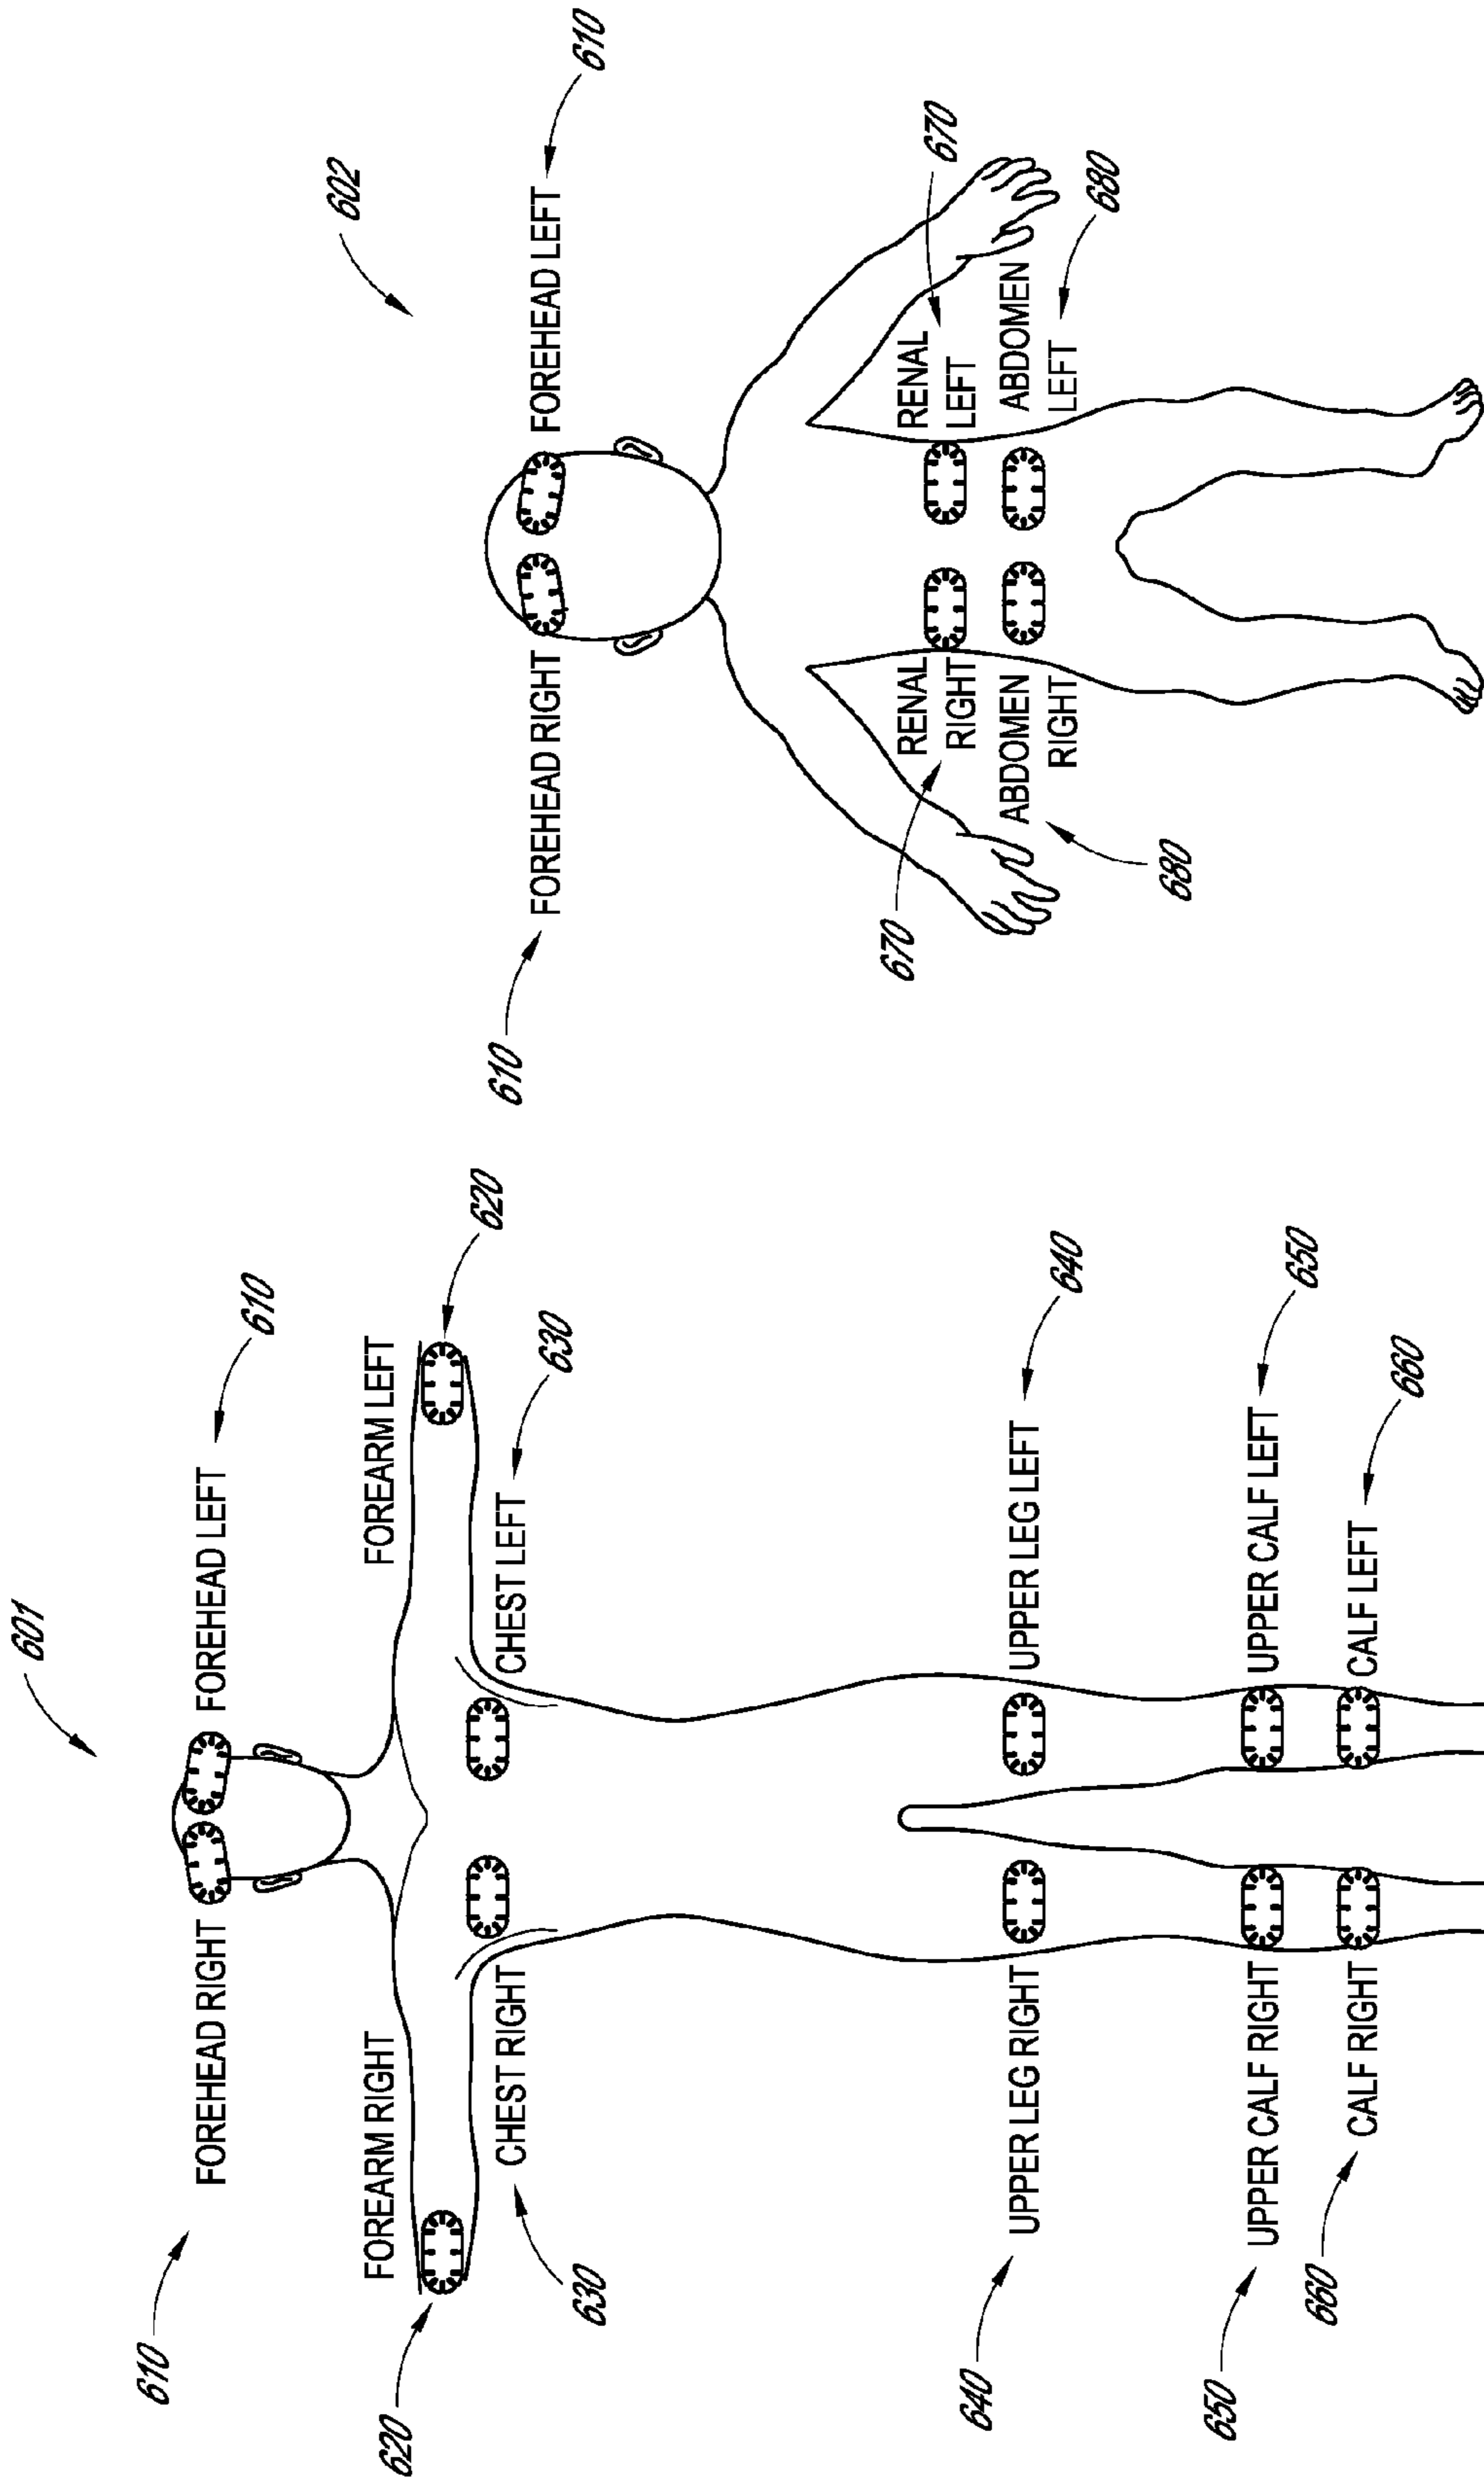 601
610
FOREHEAD RIGHT
FOREHEAD LEFT
610
620
FOREARM RIGHT
FOREARM LEFT
620
630
CHEST RIGHT
CHEST LEFT
630
640
UPPER LEG RIGHT
UPPER LEG LEFT
640
650
UPPER CALF RIGHT
UPPER CALF LEFT
650
660
CALF RIGHT
CALF LEFT
660
602
610
FOREHEAD RIGHT
FOREHEAD LEFT
610
670
RENAL
RIGHT
RENAL
LEFT
670
680
ABDOMEN
RIGHT
ABDOMEN
LEFT
680